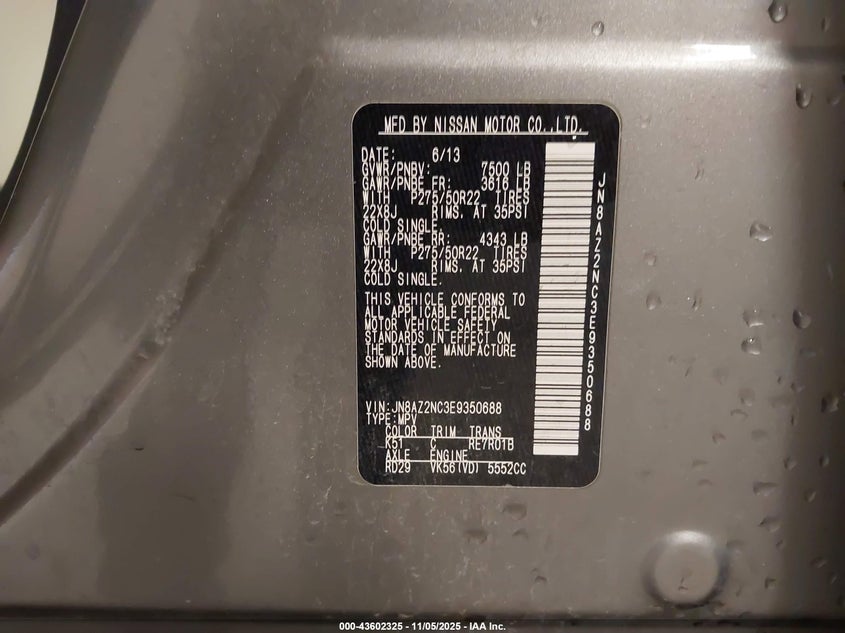 MFD BY NISSAN MOTOR CO.,LTD.
DATE: 6/13
GVWR/PNBV: 7500 LB
GAWR/PNBE FR: 3616 LB
WITH P275/50R22 TIRES
22X8J RIMS. AT 35PSI
COLD SINGLE.
GAWR/PNBE RR: 4343 LB
WITH P275/50R22 TIRES
22X8J RIMS. AT 35PSI
COLD SINGLE.
THIS VEHICLE CONFORMS TO
ALL APPLICABLE FEDERAL
MOTOR VEHICLE SAFETY
STANDARDS IN EFFECT ON
THE DATE OF MANUFACTURE
SHOWN ABOVE.
VIN:JN8AZ2NC3E9350688
TYPE:MPV
COLOR TRIM TRANS
K51 C RE7R01B
AXLE ENGINE
RD29 VK56(VD) 5552CC
JN8AZ2NC3E9350688
000-43602325 - 11/05/2025 - IAA Inc.